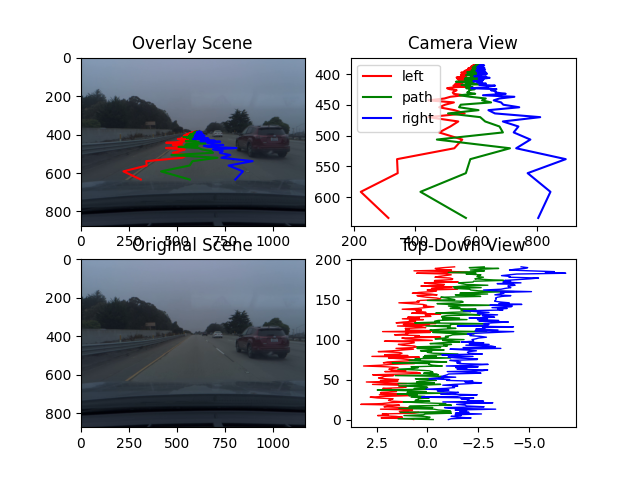 Overlay Scene
Camera View
0
200
400
600
800
0 250 500 750 1000
400
450
500
550
600
200 400 600 800
left
path
right
Original Scene
Top-Down View
0
200
400
600
800
0 250 500 750 1000
200
150
100
50
0
2.5 0.0 −2.5 −5.0